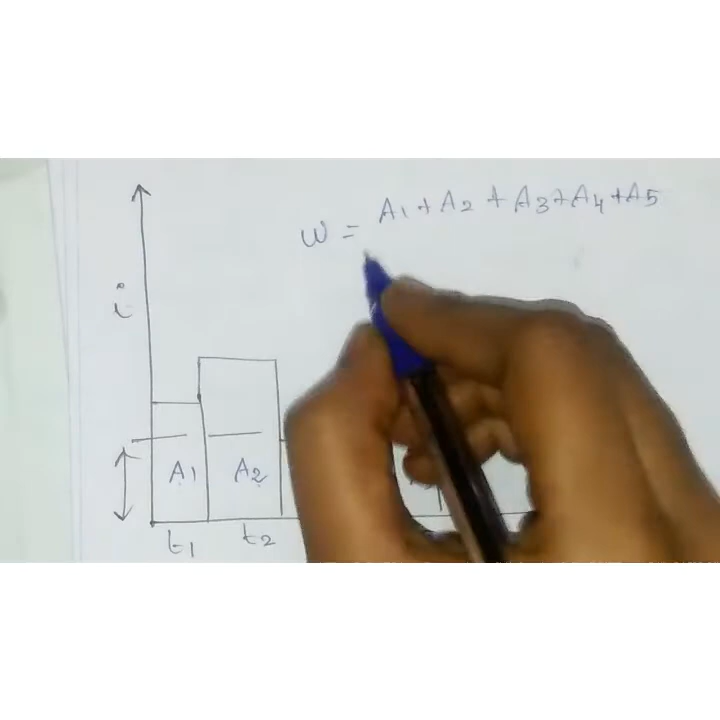 A1 + A2 + A3 + A4 + A5
W =
i
A1 A2
t1 t2